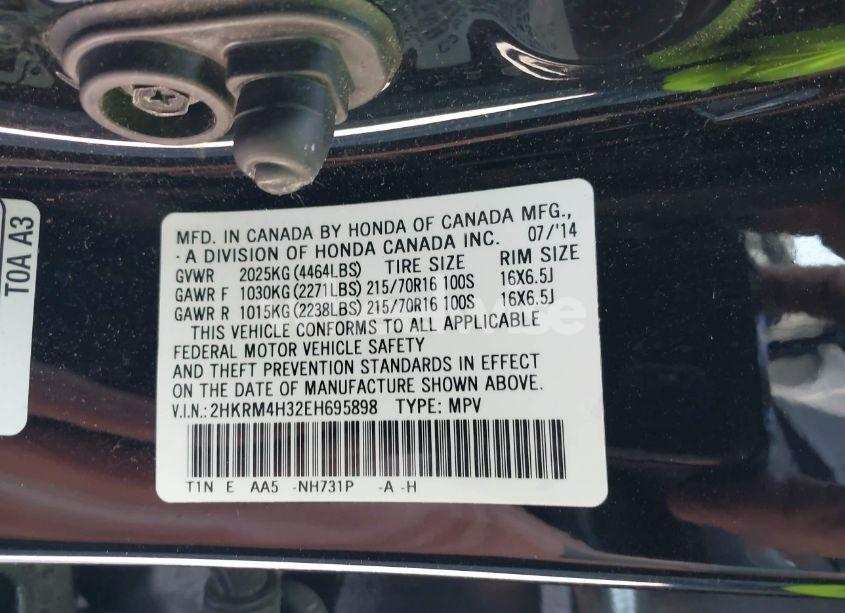 MFD. IN CANADA BY HONDA OF CANADA MFG.,
- A DIVISION OF HONDA CANADA INC. 07/'14
GVWR 2025KG (4464LBS) TIRE SIZE RIM SIZE
GAWR F 1030KG (2271LBS) 215/70R16 100S 16X6.5J
GAWR R 1015KG (2238LBS) 215/70R16 100S 16X6.5J
THIS VEHICLE CONFORMS TO ALL APPLICABLE
FEDERAL MOTOR VEHICLE SAFETY
AND THEFT PREVENTION STANDARDS IN EFFECT
ON THE DATE OF MANUFACTURE SHOWN ABOVE.
V.I.N.: 2HKRM4H32EH695898 TYPE: MPV
T1N E AA5 -NH731P -A -H
T0A A3